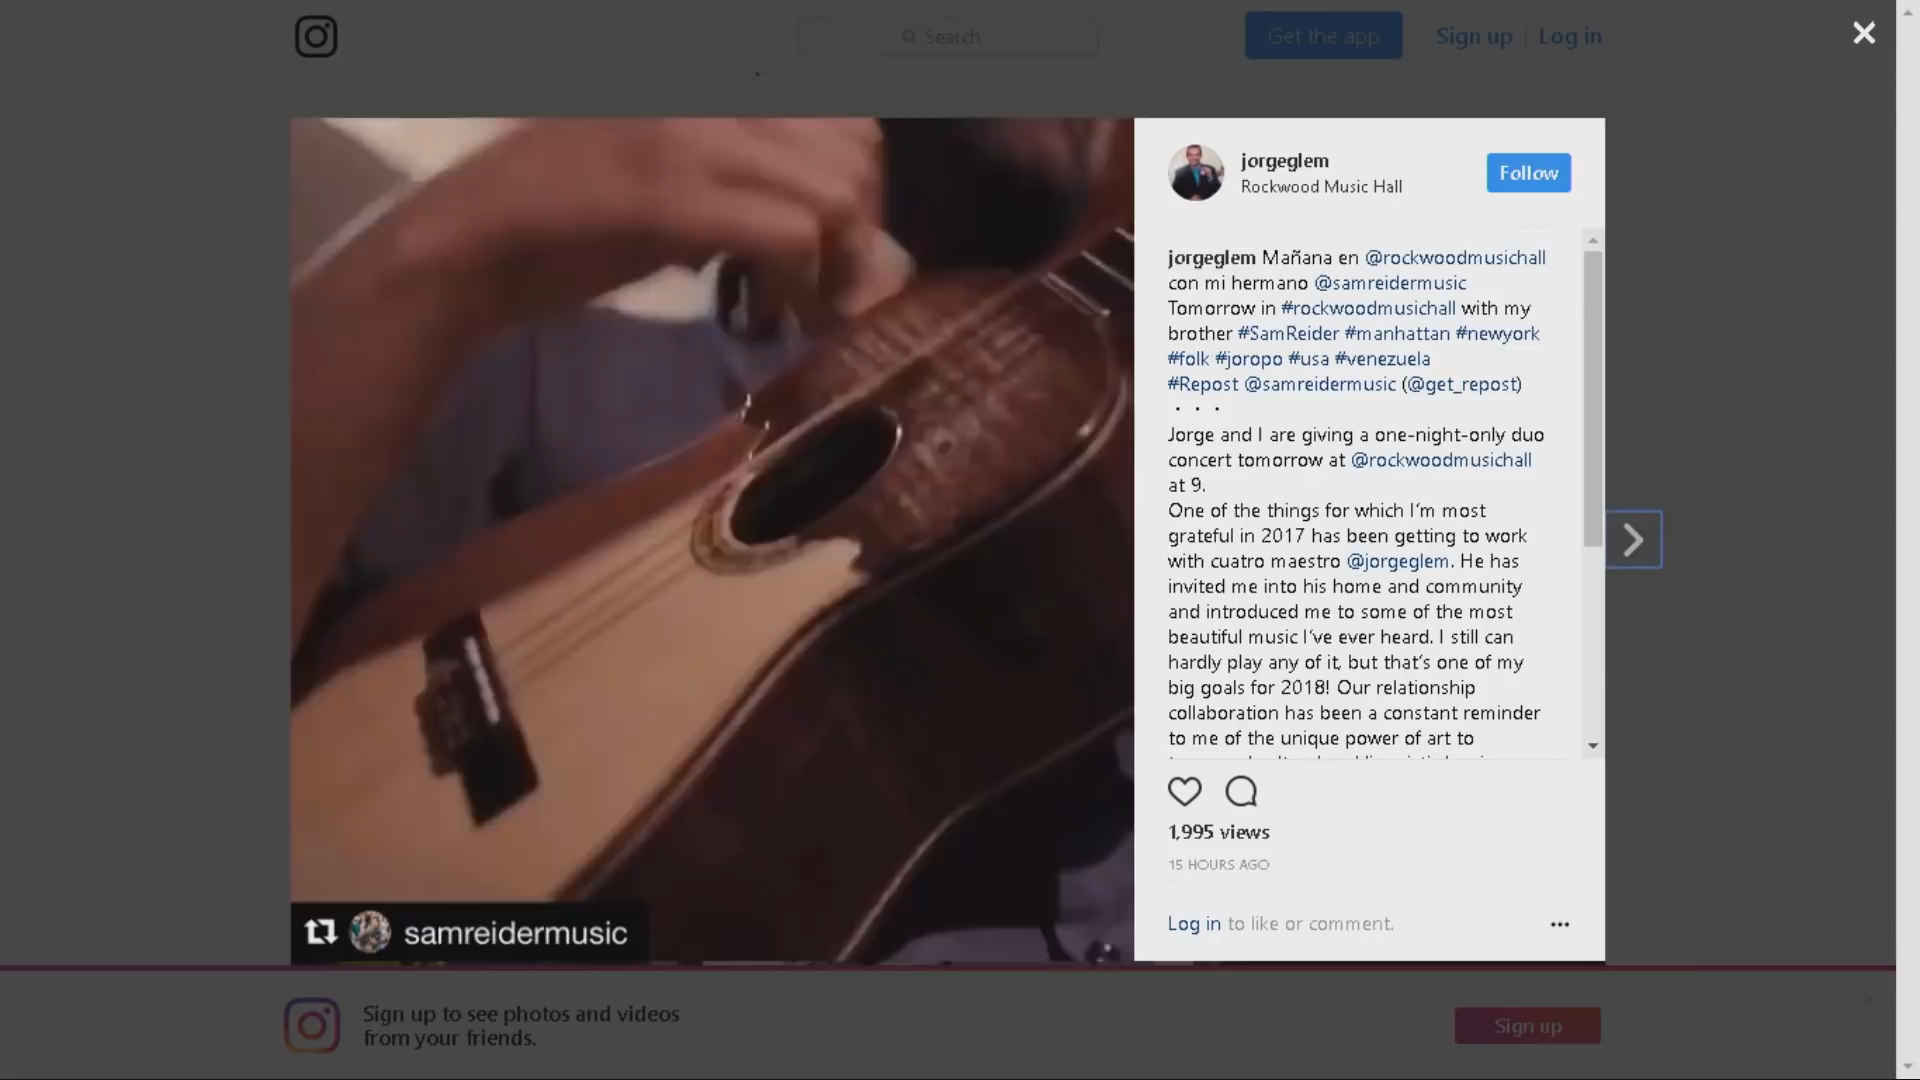 Search
Get the app
Sign up | Log in
jorgeglem
Rockwood Music Hall
Follow
jorgeglem Mañana en @rockwoodmusichall
con mi hermano @samreidermusic
Tomorrow in #rockwoodmusichall with my
brother #SamReider #manhattan #newyork
#folk #joropo #usa #venezuela
#Repost @samreidermusic (@get_repost)
・・・
Jorge and I are giving a one-night-only duo
concert tomorrow at @rockwoodmusichall
at 9.
One of the things for which I’m most
grateful in 2017 has been getting to work
with cuatro maestro @jorgeglem. He has
invited me into his home and community
and introduced me to some of the most
beautiful music I’ve ever heard. I still can
hardly play any of it, but that’s one of my
big goals for 2018! Our relationship
collaboration has been a constant reminder
to me of the unique power of art to
1,995 views
15 HOURS AGO
Log in to like or comment.
samreidermusic
Sign up to see photos and videos
from your friends.
Sign up